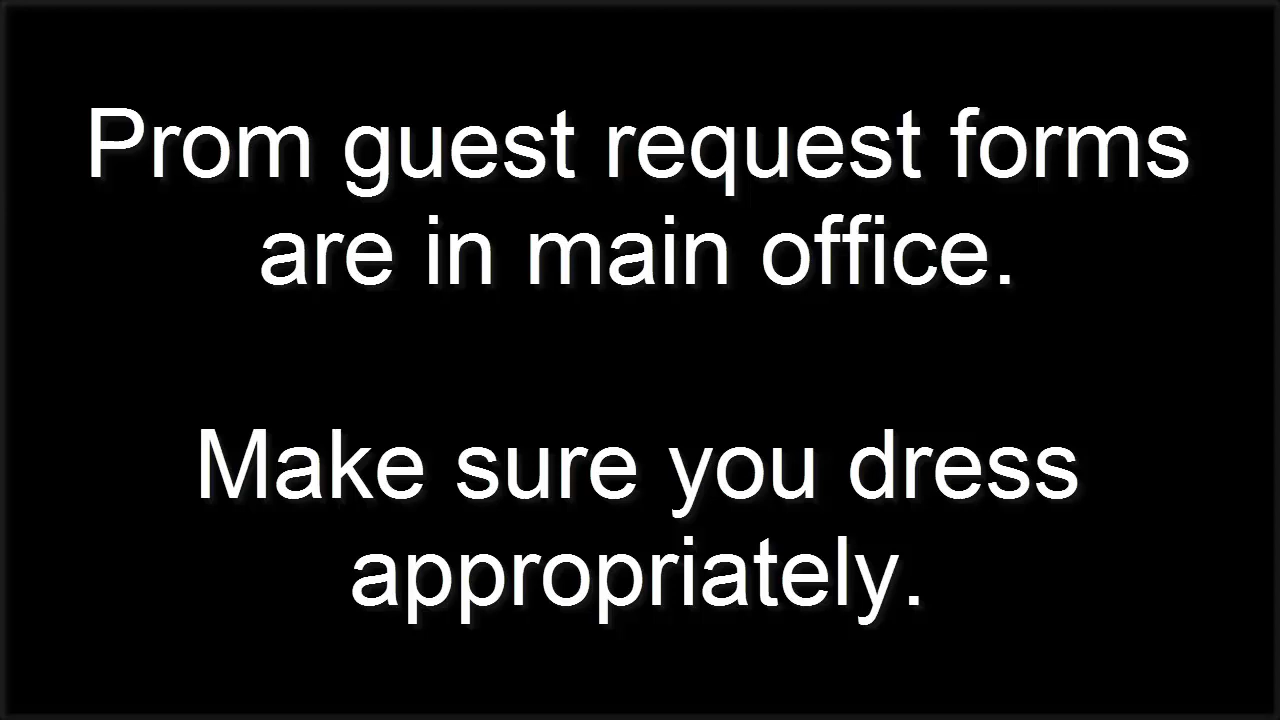 Prom guest request forms
are in main office.
Make sure you dress
appropriately.